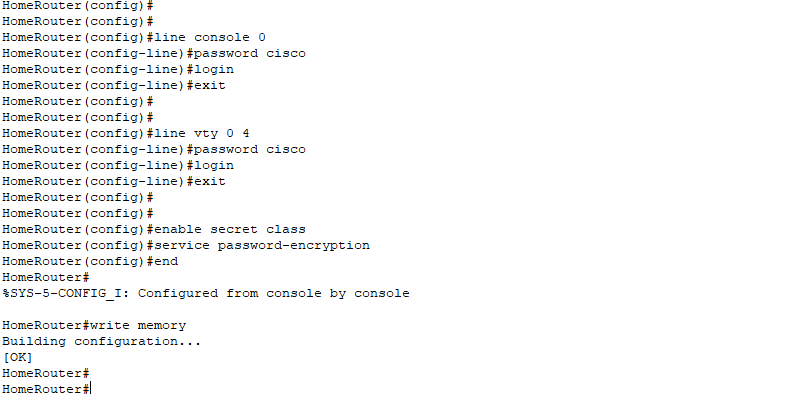 HomeRouter(config)#
HomeRouter(config)#
HomeRouter(config)#line console 0
HomeRouter(config-line)#password cisco
HomeRouter(config-line)#login
HomeRouter(config-line)#exit
HomeRouter(config)#
HomeRouter(config)#
HomeRouter(config)#line vty 0 4
HomeRouter(config-line)#password cisco
HomeRouter(config-line)#login
HomeRouter(config-line)#exit
HomeRouter(config)#
HomeRouter(config)#
HomeRouter(config)#enable secret class
HomeRouter(config)#service password-encryption
HomeRouter(config)#end
HomeRouter#
%SYS-5-CONFIG_I: Configured from console by console

HomeRouter#write memory
Building configuration...
[OK]
HomeRouter#
HomeRouter#